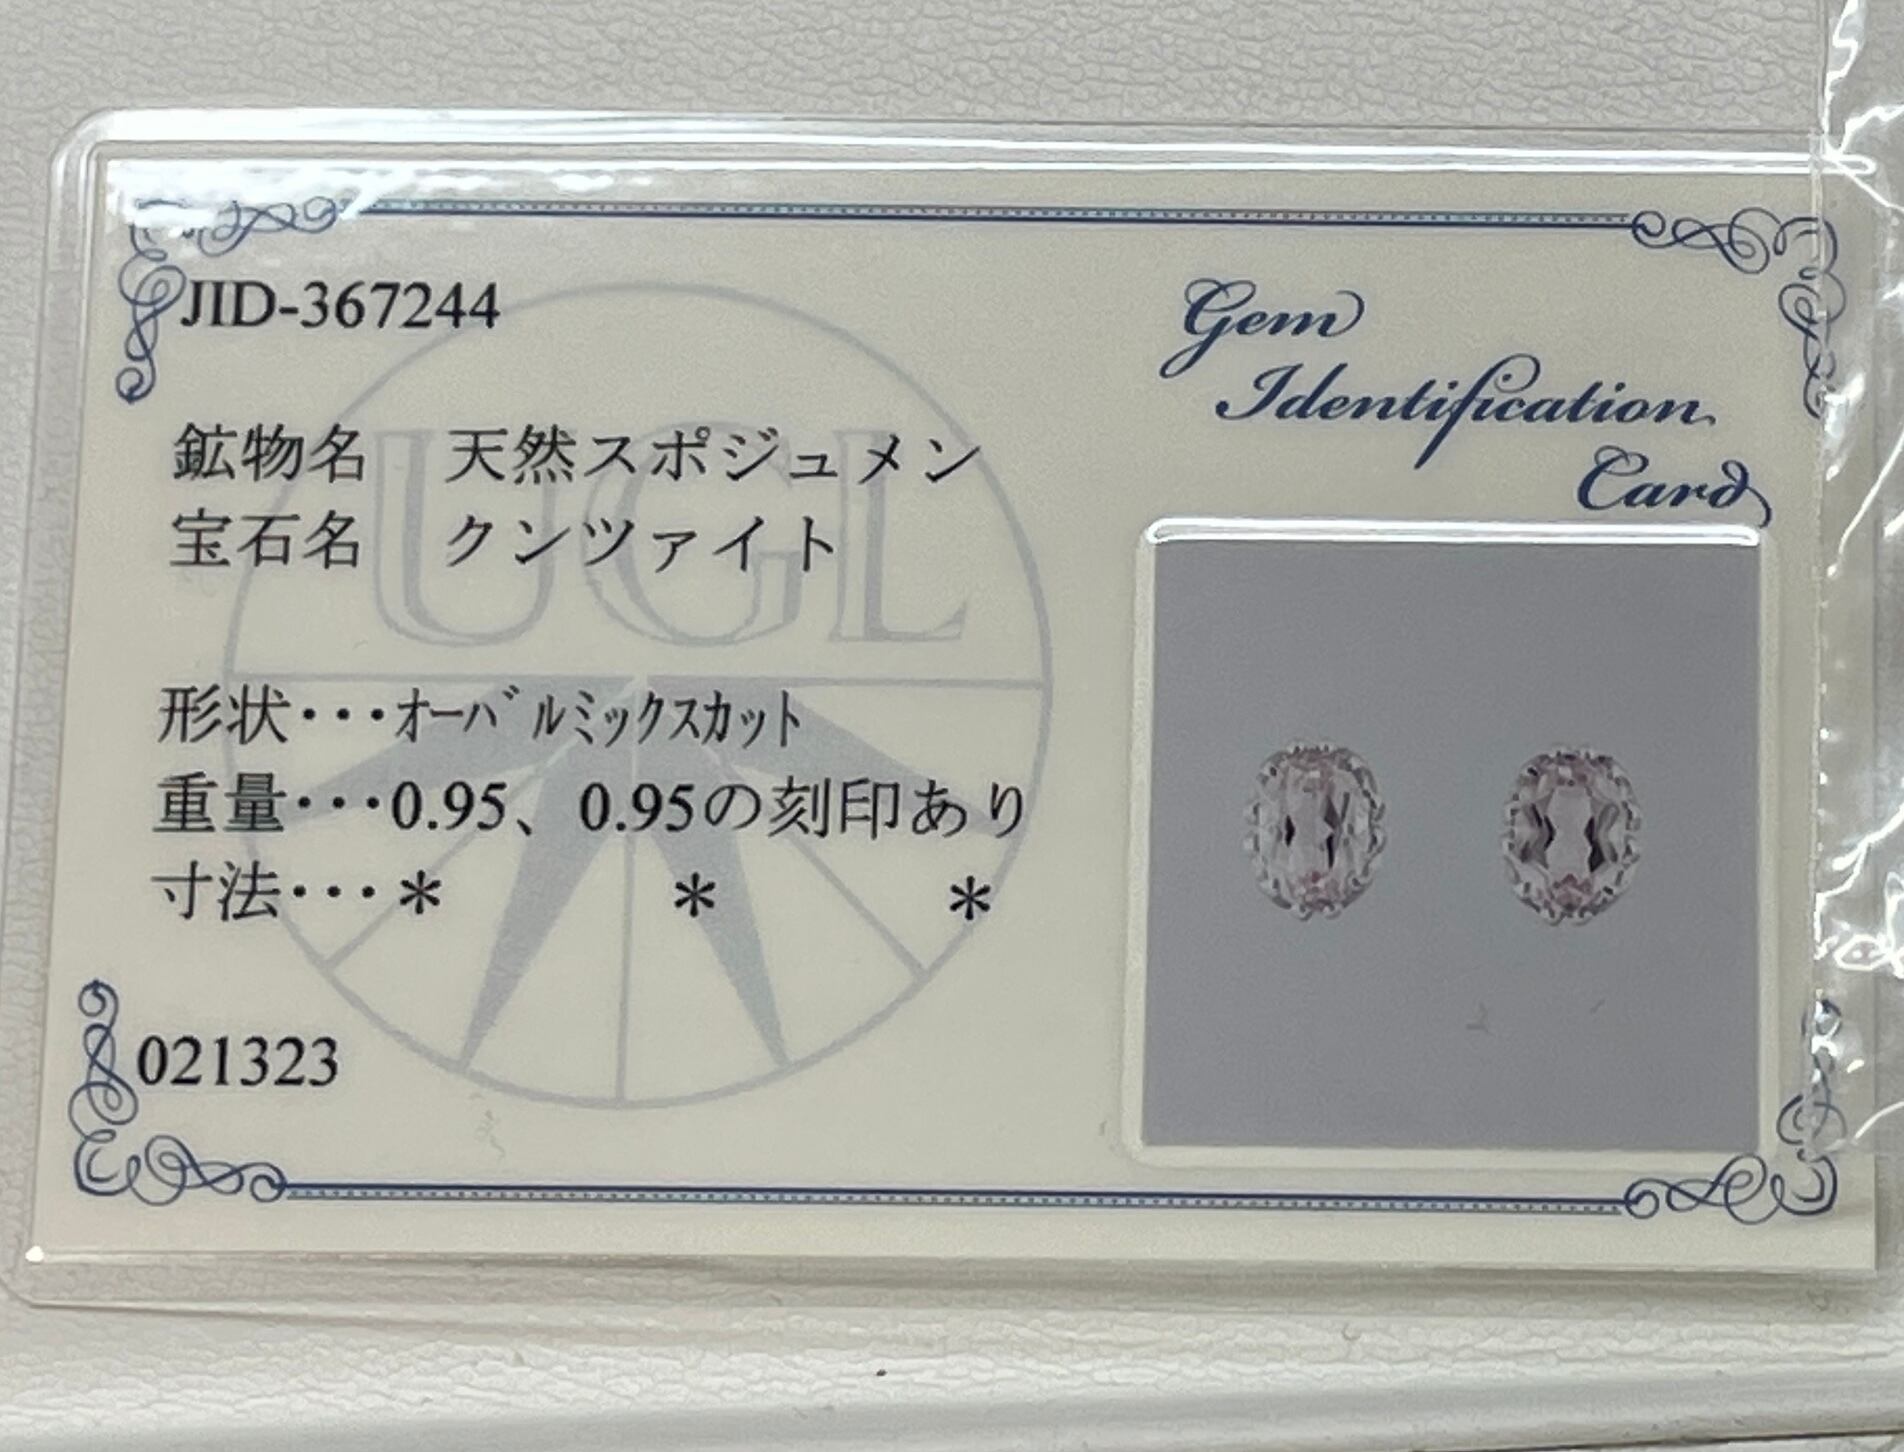 JID-367244
Gem
Identification
Card
鉱物名　天然スポジュメン
宝石名　クンツァイト
UGL
形状・・・ｵｰﾊﾞﾙﾐｯｸｽｶｯﾄ
重量・・・0.95、0.95の刻印あり
寸法・・・＊　　　＊　　　＊
021323